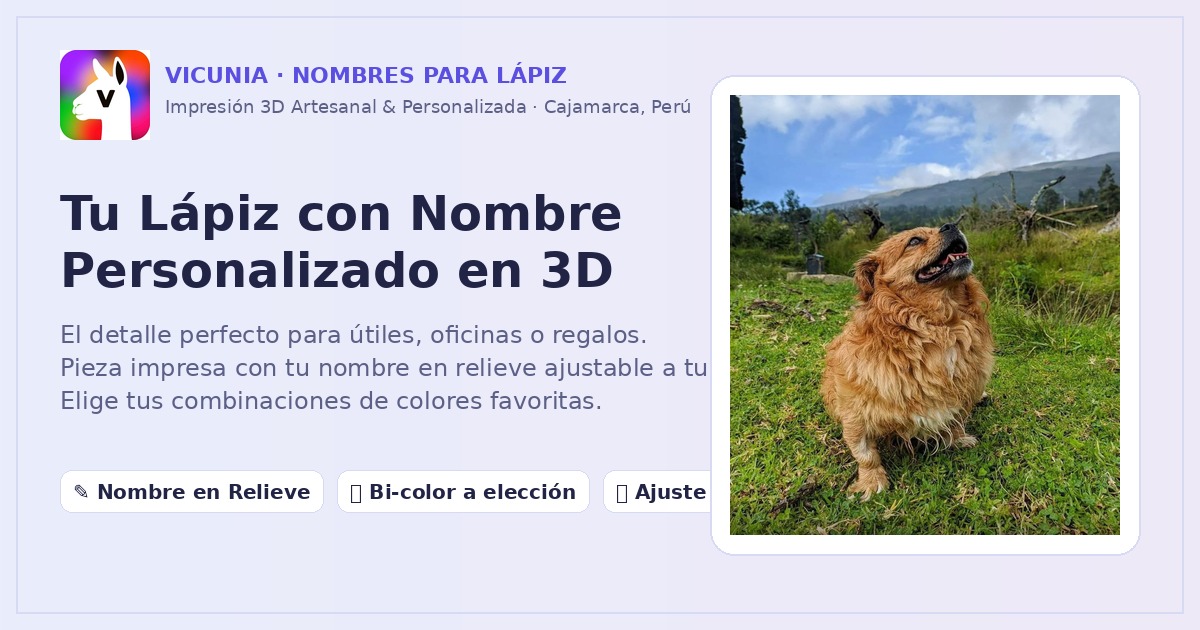 V
VICUNIA · NOMBRES PARA LÁPIZ
Impresión 3D Artesanal & Personalizada · Cajamarca, Perú
Tu Lápiz con Nombre
Personalizado en 3D
El detalle perfecto para útiles, oficinas o regalos.
Pieza impresa con tu nombre en relieve ajustable a tu
Elige tus combinaciones de colores favoritas.
✎ Nombre en Relieve
Bi-color a elección
Ajuste